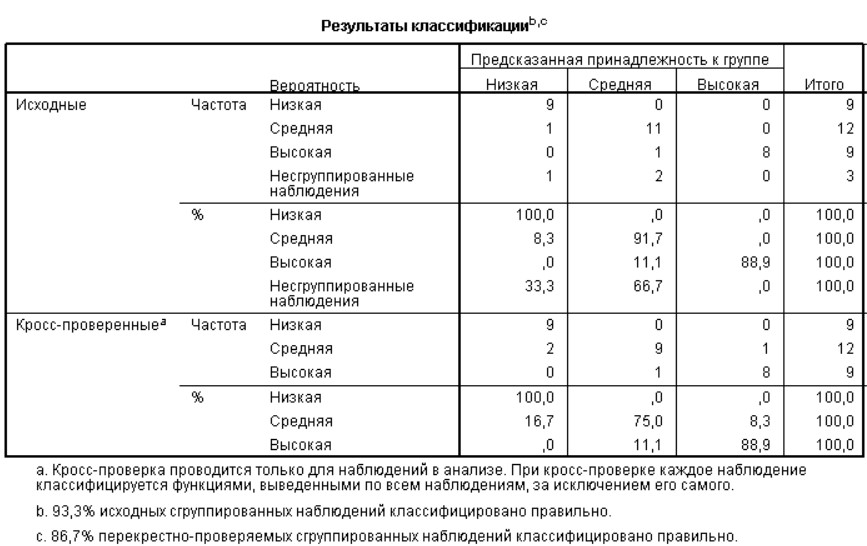 Результаты классификацииb,c
Предсказанная принадлежность к группе
Вероятность Низкая Средняя Высокая Итого
Исходные Частота Низкая 9 0 0 9
Средняя 1 11 0 12
Высокая 0 1 8 9
Несгруппированные наблюдения 1 2 0 3
% Низкая 100,0 ,0 ,0 100,0
Средняя 8,3 91,7 ,0 100,0
Высокая ,0 11,1 88,9 100,0
Несгруппированные наблюдения 33,3 66,7 ,0 100,0
Кросс-проверенныеa Частота Низкая 9 0 0 9
Средняя 2 9 1 12
Высокая 0 1 8 9
% Низкая 100,0 ,0 ,0 100,0
Средняя 16,7 75,0 8,3 100,0
Высокая ,0 11,1 88,9 100,0
a. Кросс-проверка проводится только для наблюдений в анализе. При кросс-проверке каждое наблюдение
классифицируется функциями, выведенными по всем наблюдениям, за исключением его самого.
b. 93,3% исходных сгруппированных наблюдений классифицировано правильно.
c. 86,7% перекрестно-проверяемых сгруппированных наблюдений классифицировано правильно.